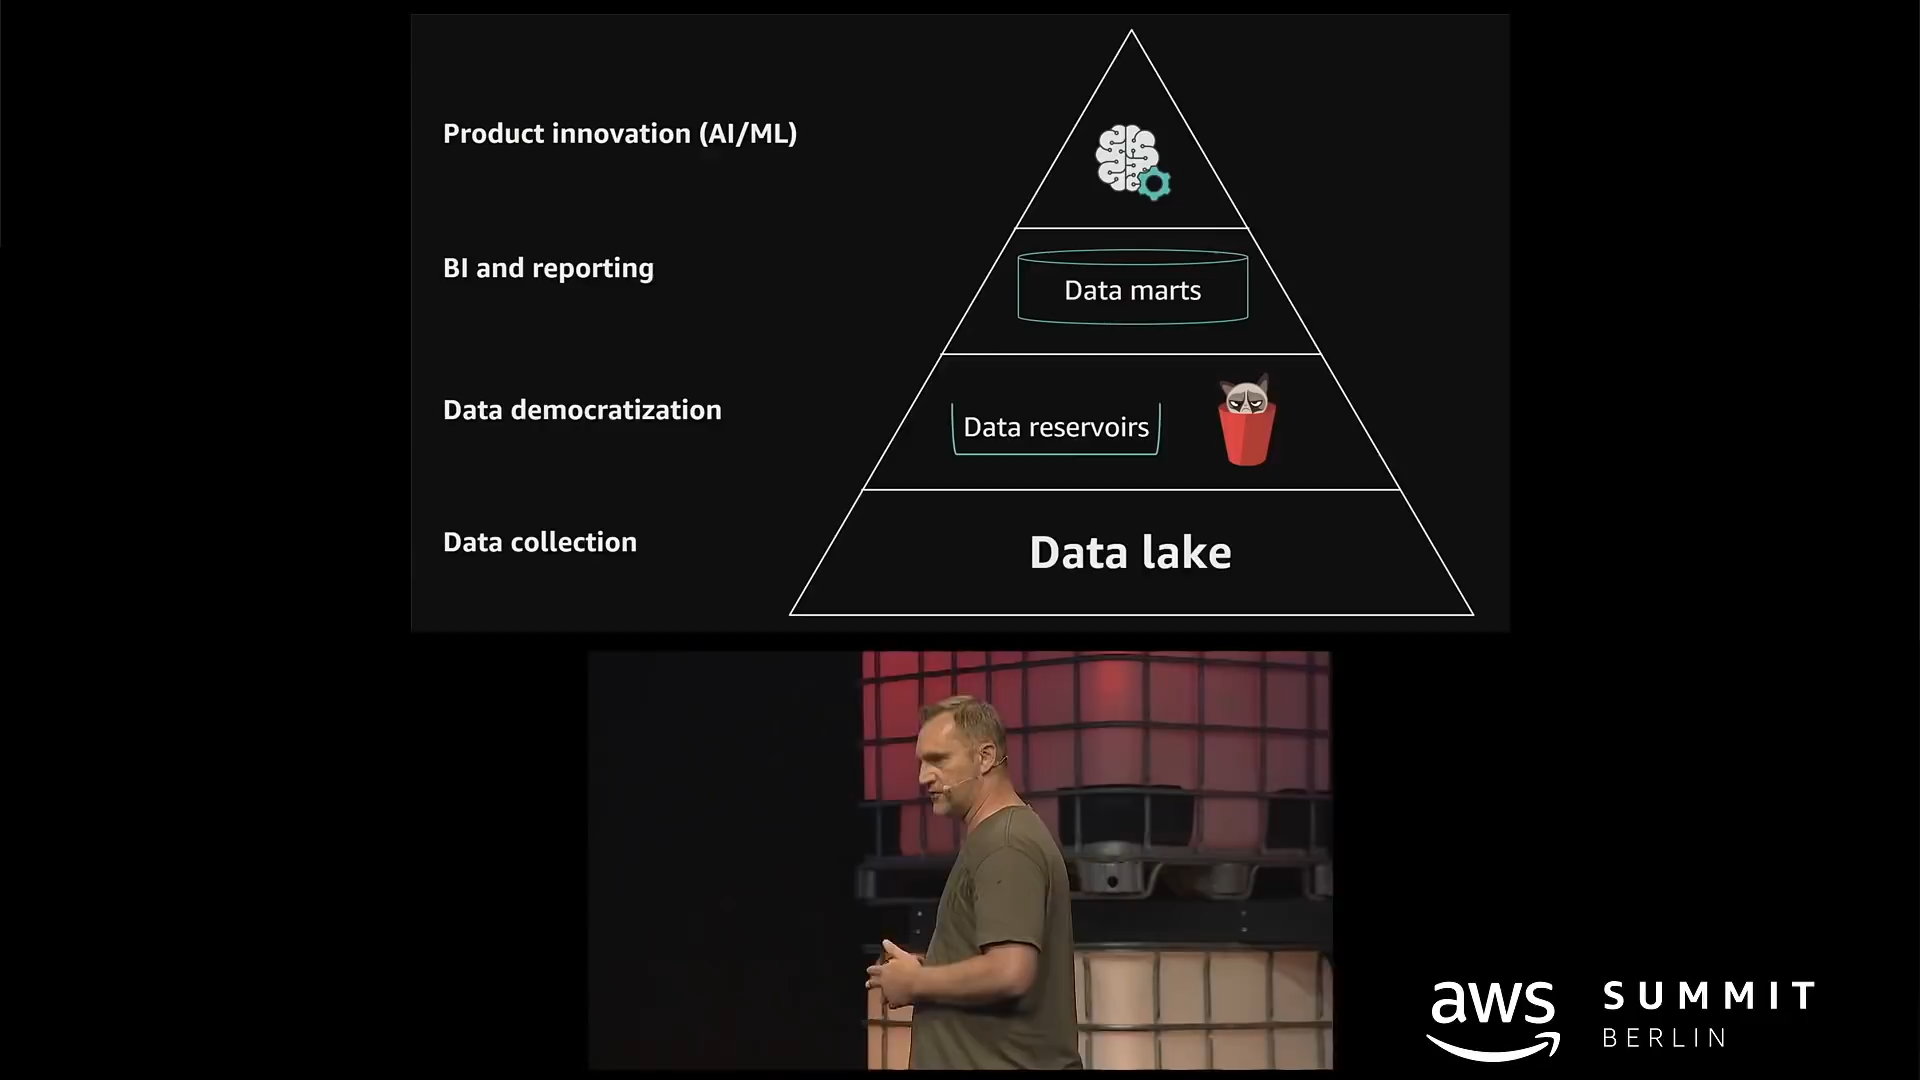 Product innovation (AI/ML)
BI and reporting
Data marts
Data democratization
Data reservoirs
Data collection
Data lake
aws
SUMMIT
BERLIN